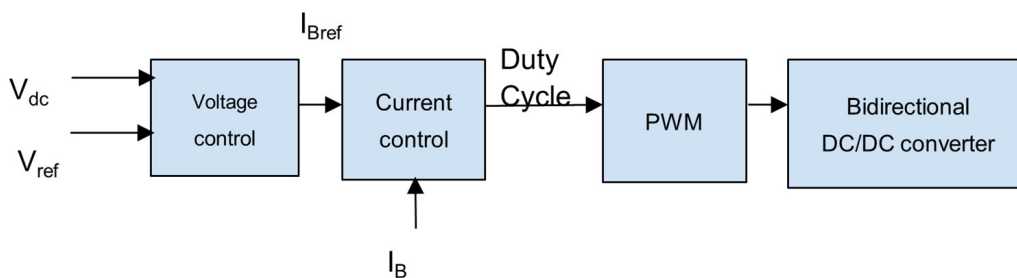 I_Bref
V_dc
V_ref
Voltage
control
Current
control
Duty
Cycle
PWM
Bidirectional
DC/DC converter
I_B